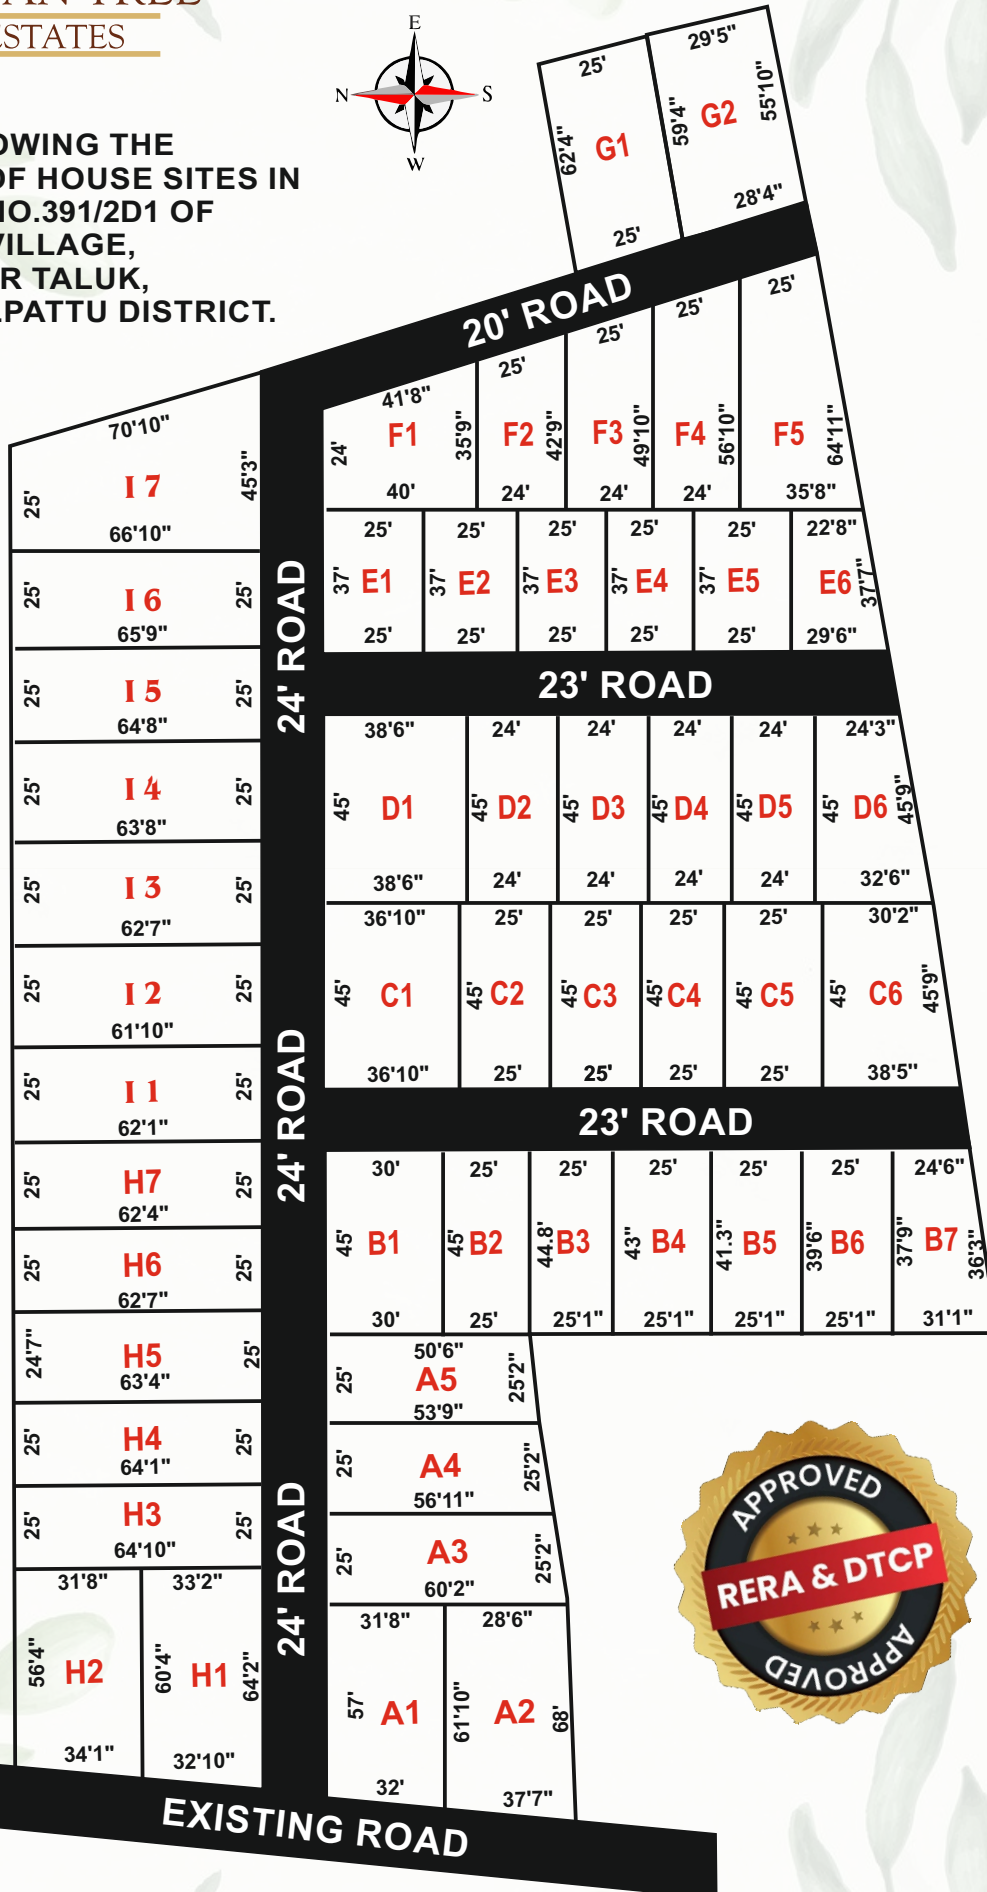 ESTATES
E
N
S
W
OWING THE
OF HOUSE SITES IN
NO.391/2D1 OF
VILLAGE,
R TALUK,
PATTU DISTRICT.
25'
62'4"
G1
25'
29'5"
59'4"
G2
55'10"
28'4"
20' ROAD
70'10"
25'
I 7
45'3"
66'10"
41'8"
24'
F1
35'9"
40'
25'
F2
42'9"
24'
25'
F3
49'10"
24'
25'
F4
56'10"
24'
25'
F5
64'11"
35'8"
25'
I 6
25'
65'9"
25'
37'
E1
25'
25'
37'
E2
25'
25'
37'
E3
25'
25'
37'
E4
25'
25'
37'
E5
25'
22'8"
E6
37'7"
29'6"
24' ROAD
23' ROAD
25'
I 5
25'
64'8"
25'
I 4
25'
63'8"
38'6"
45'
D1
38'6"
24'
45'
D2
24'
24'
45'
D3
24'
24'
45'
D4
24'
24'
45'
D5
24'
24'3"
45'
D6
45'9"
32'6"
25'
I 3
25'
62'7"
25'
I 2
25'
61'10"
36'10"
45'
C1
36'10"
25'
45'
C2
25'
25'
45'
C3
25'
25'
45'
C4
25'
25'
45'
C5
25'
30'2"
45'
C6
45'9"
38'5"
25'
I 1
25'
62'1"
24' ROAD
23' ROAD
25'
H7
25'
62'4"
25'
H6
25'
62'7"
30'
45'
B1
30'
25'
45'
B2
25'
25'
44.8'
B3
25'1"
25'
43"
B4
25'1"
25'
41.3"
B5
25'1"
25'
39'6"
B6
25'1"
24'6"
37'9"
B7
36'3"
31'1"
24'7"
H5
25'
63'4"
50'6"
25'
A5
25'2"
53'9"
25'
H4
25'
64'1"
25'
A4
25'2"
56'11"
25'
H3
25'
64'10"
25'
A3
25'2"
60'2"
24' ROAD
31'8"
56'4"
H2
34'1"
33'2"
60'4"
H1
64'2"
32'10"
31'8"
57'
A1
32'
28'6"
61'10"
A2
68'
37'7"
EXISTING ROAD
APPROVED
RERA & DTCP
APPROVED